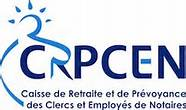 CRPCEN
Caisse de Retraite et de Prévoyance
des Clercs et Employés de Notaires